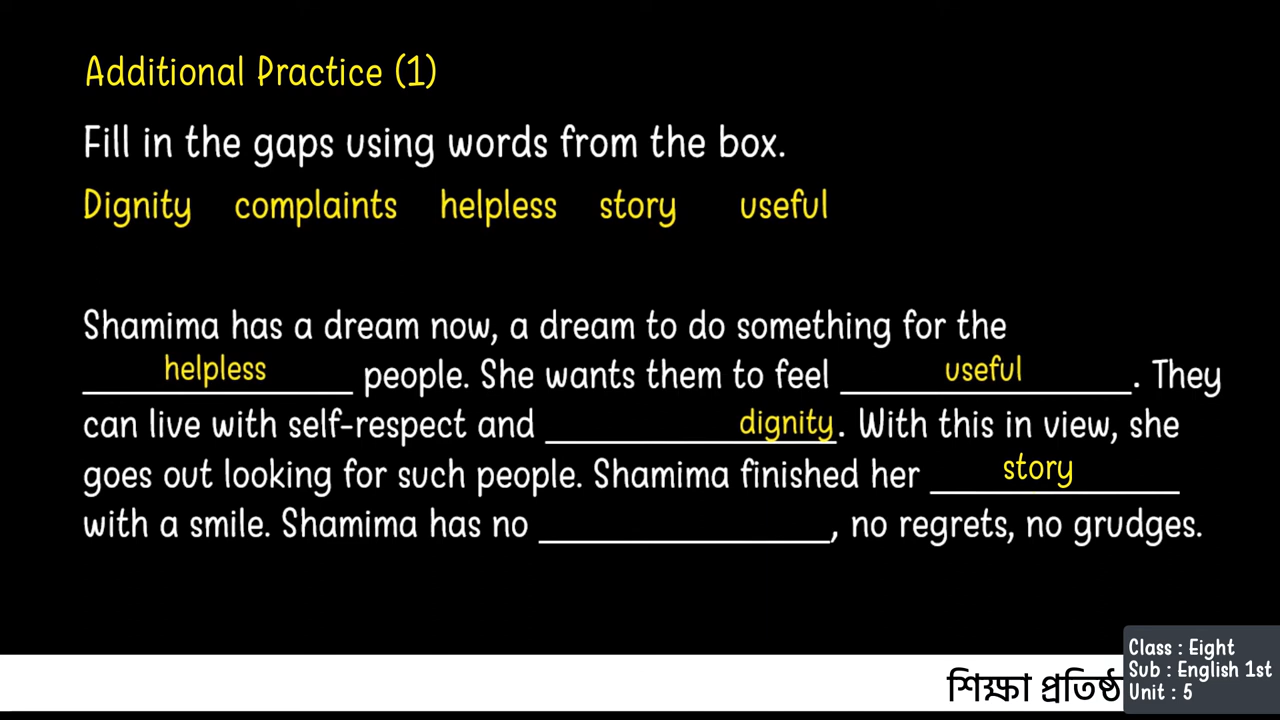 Additional Practice (1)
Fill in the gaps using words from the box.
Dignity complaints helpless story useful
Shamima has a dream now, a dream to do something for the
helpless people. She wants them to feel useful. They
can live with self-respect and dignity. With this in view, she
goes out looking for such people. Shamima finished her story
with a smile. Shamima has no ________, no regrets, no grudges.
শিক্ষা প্রতিষ্ঠ
Class : Eight
Sub : English 1st
Unit : 5